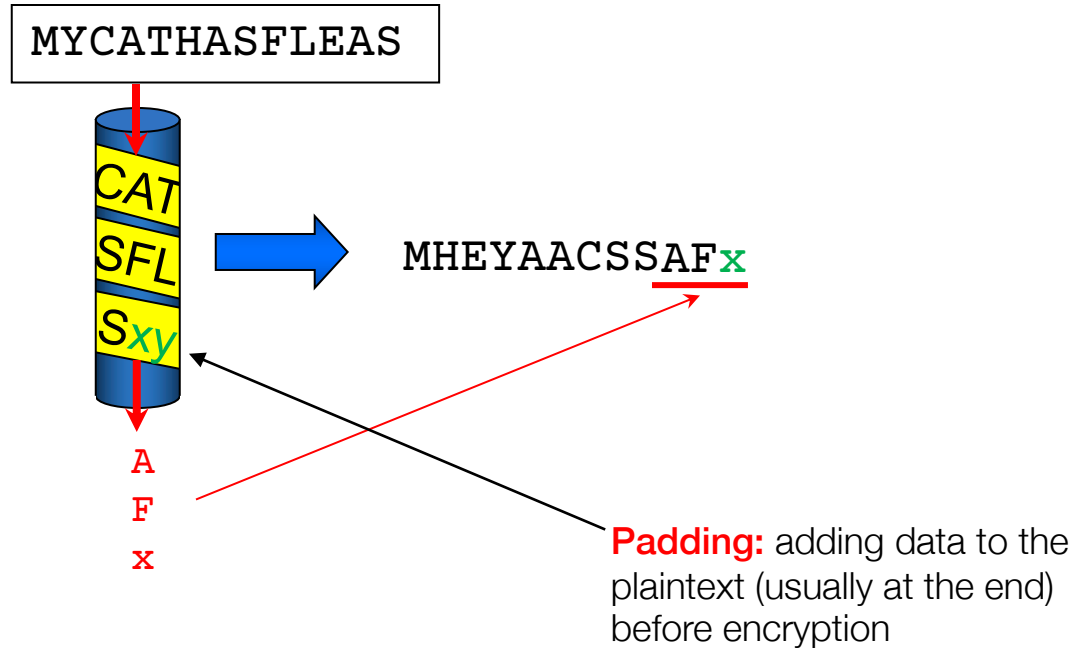 MYCATHASFLEAS
CAT
SFL
Sxy
MHEYAACSSAFx
A
F
x
Padding: adding data to the
plaintext (usually at the end)
before encryption